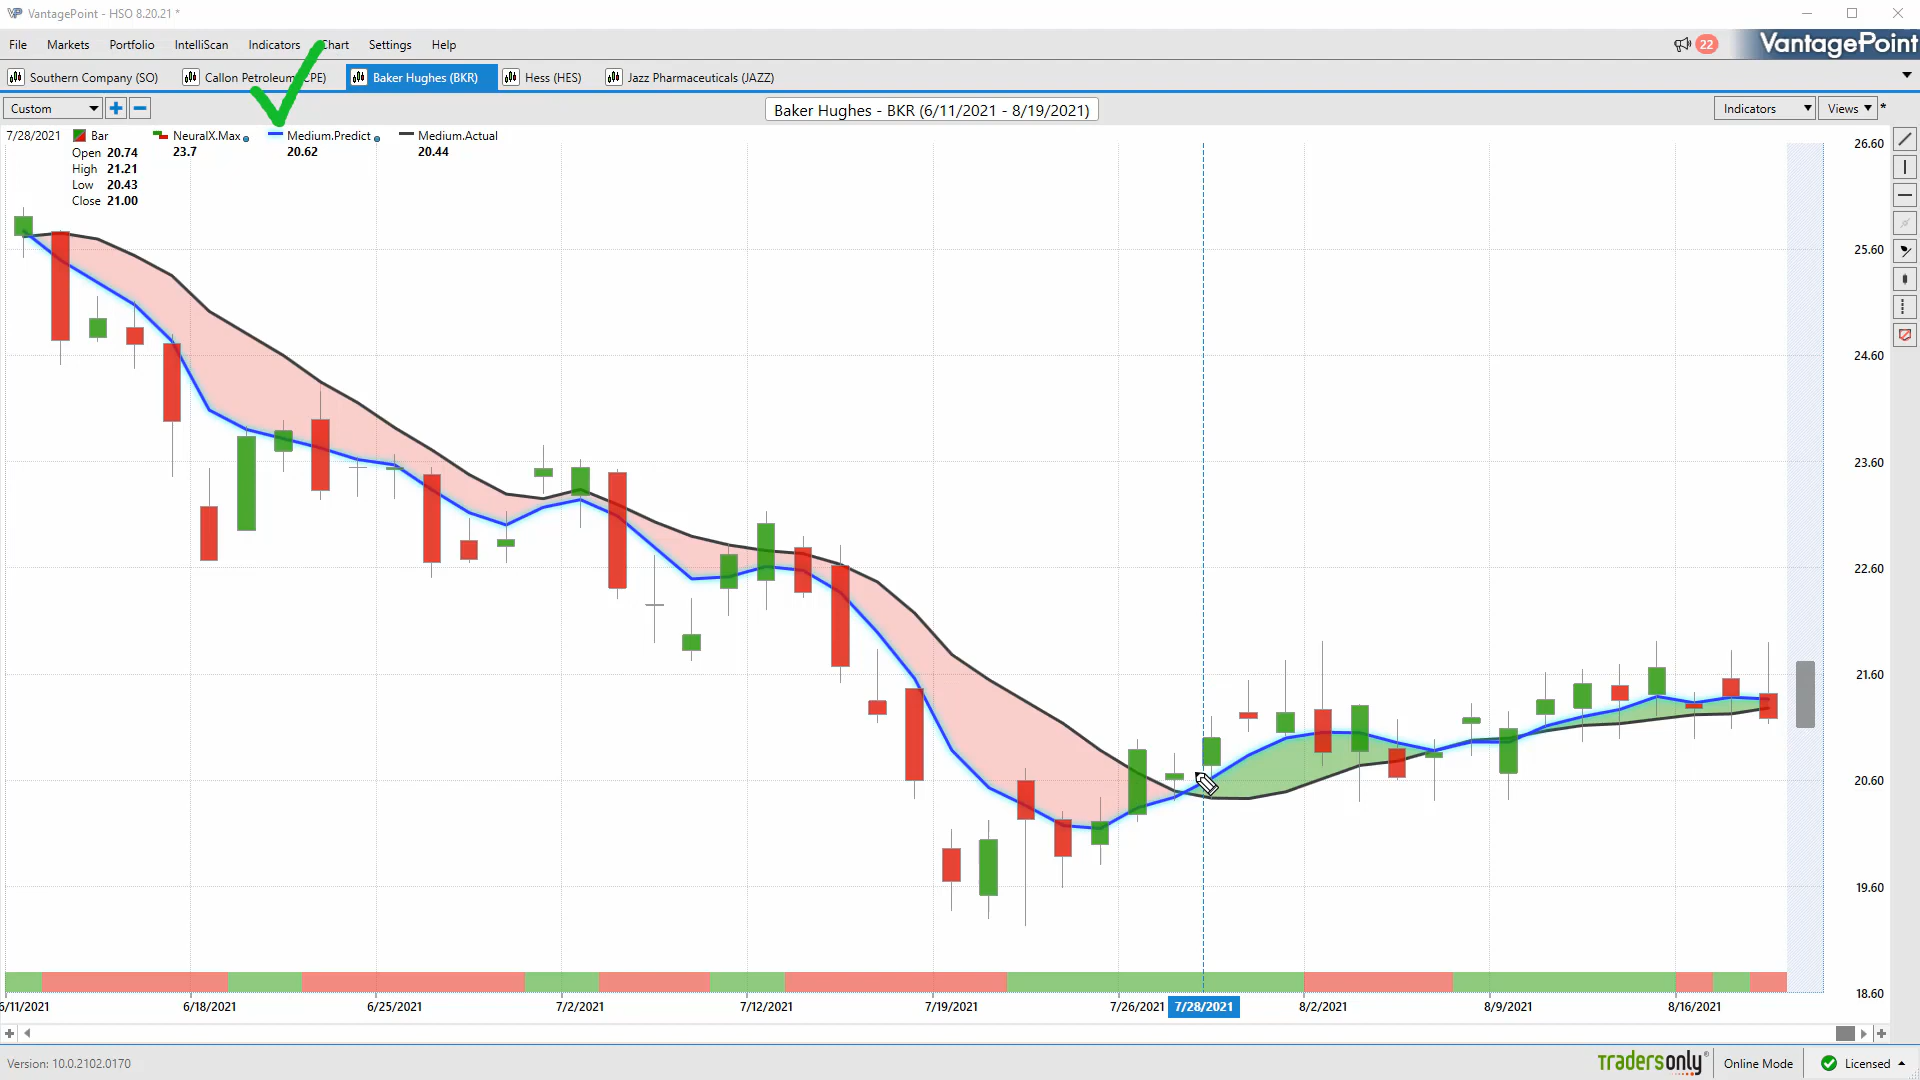 VP VantagePoint - HSO 8.20.21 *
File Markets Portfolio IntelliScan Indicators Chart Settings Help 22 VantagePoint
Southern Company (SO) Callon Petroleum (CPE) Baker Hughes (BKR) Hess (HES) Jazz Pharmaceuticals (JAZZ)
Custom Baker Hughes - BKR (6/11/2021 - 8/19/2021) Indicators Views *
7/28/2021 Bar NeuralX.Max Medium.Predict Medium.Actual
Open 20.74 23.7 20.62 20.44
High 21.21
Low 20.43
Close 21.00
26.60
25.60
24.60
23.60
22.60
21.60
20.60
19.60
18.60
6/11/2021 6/18/2021 6/25/2021 7/2/2021 7/12/2021 7/19/2021 7/26/2021 7/28/2021 8/2/2021 8/9/2021 8/16/2021
Version: 10.0.2102.0170 tradersonly Online Mode Licensed